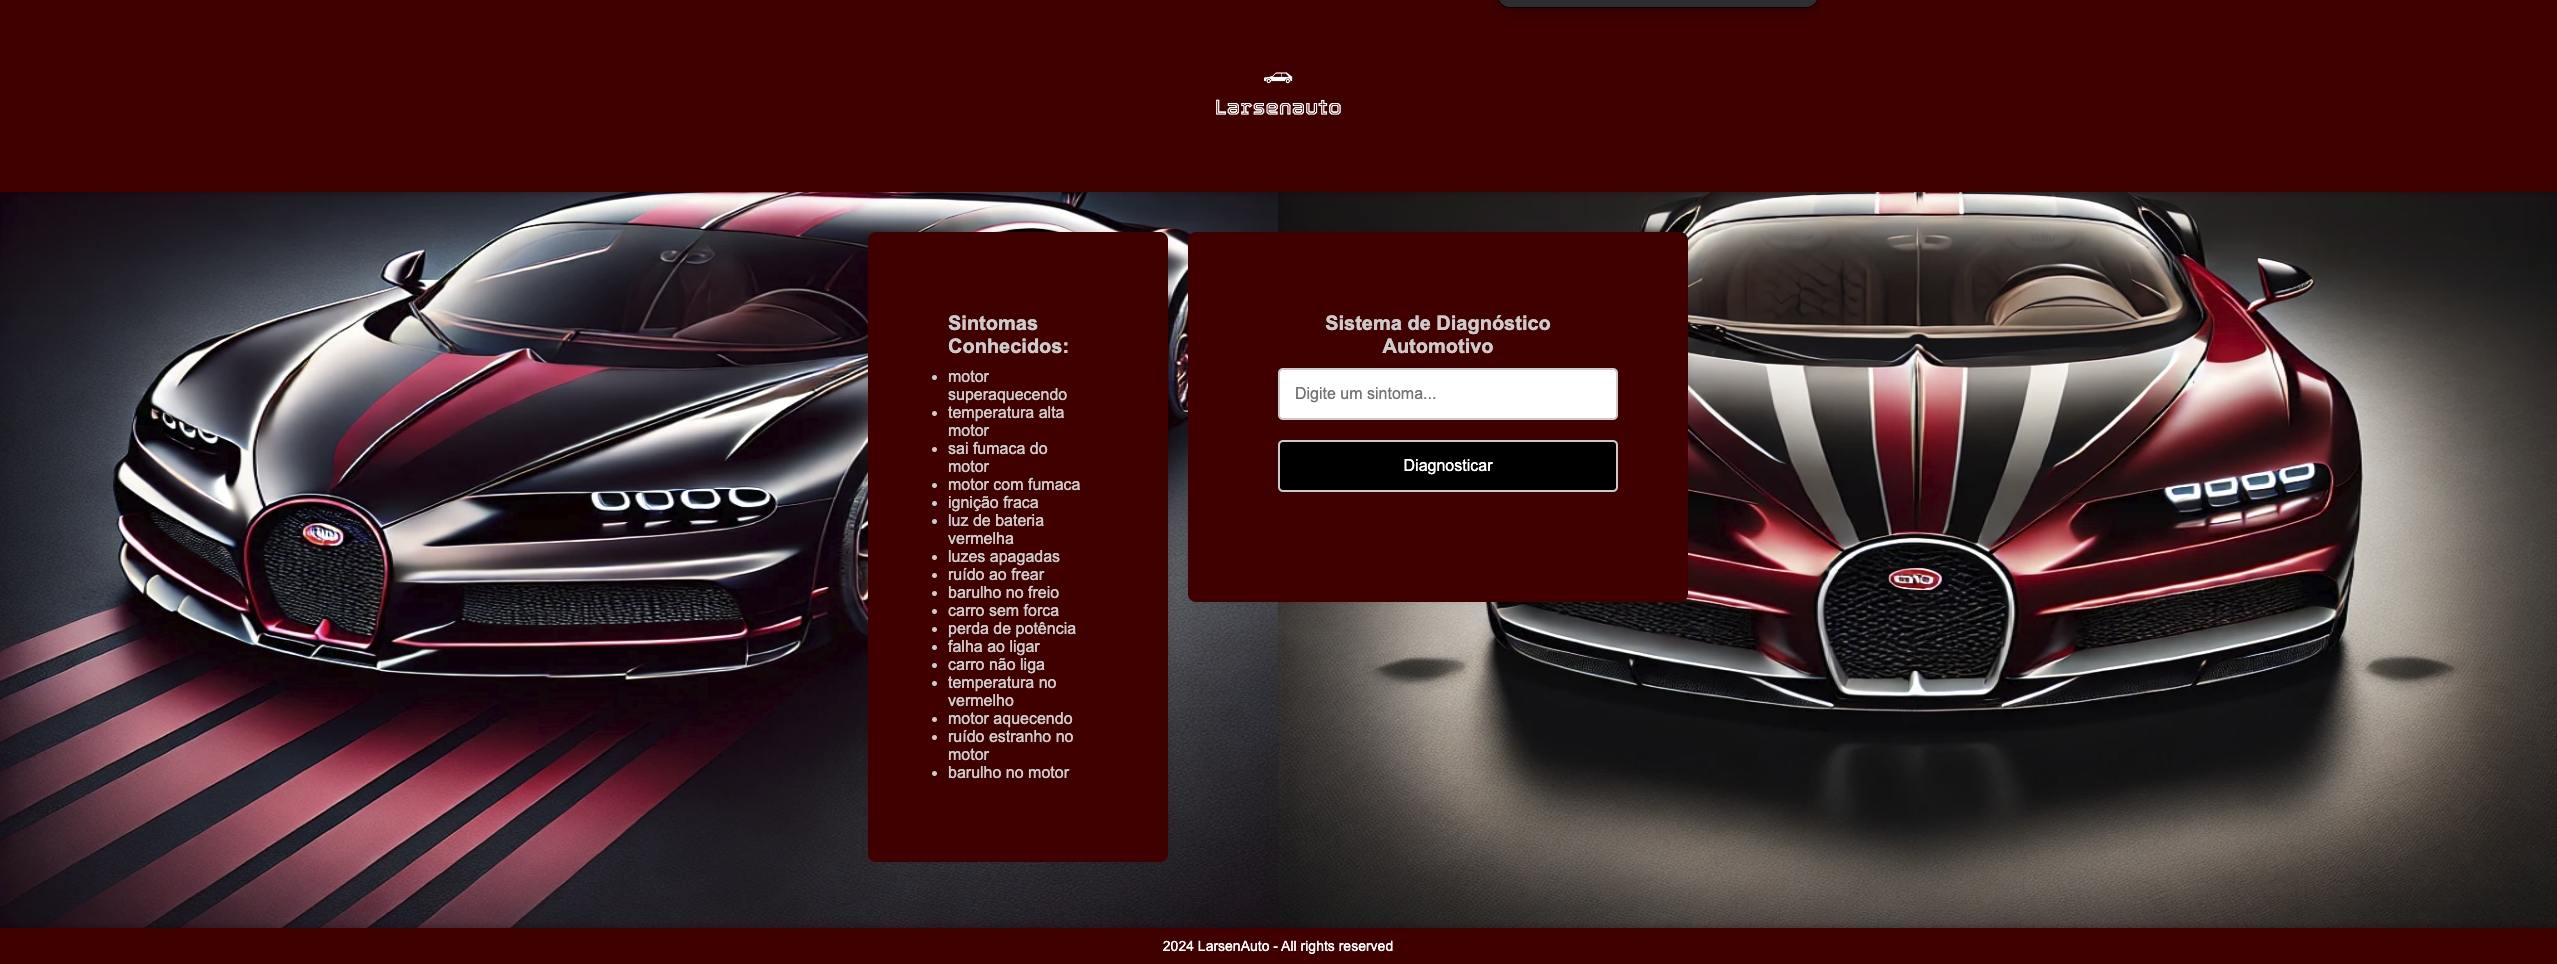 Larsenauto
Sintomas
Conhecidos:
motor
superaquecendo
temperatura alta
motor
sai fumaca do
motor
motor com fumaca
ignição fraca
luz de bateria
vermelha
luzes apagadas
ruído ao frear
barulho no freio
carro sem forca
perda de potência
falha ao ligar
carro não liga
temperatura no
vermelho
motor aquecendo
ruído estranho no
motor
barulho no motor
Sistema de Diagnóstico
Automotivo
Digite um sintoma...
Diagnosticar
2024 LarsenAuto - All rights reserved